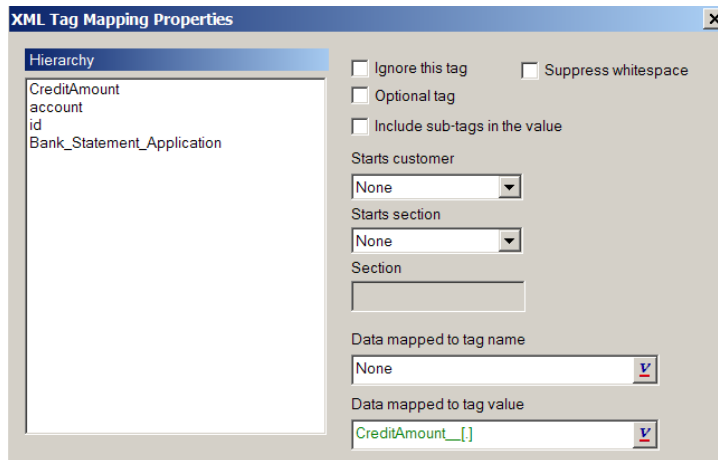 XML Tag Mapping Properties
Hierarchy
CreditAmount
account
id
Bank_Statement_Application
Ignore this tag
Suppress whitespace
Optional tag
Include sub-tags in the value
Starts customer
None
Starts section
None
Section
Data mapped to tag name
None
V
Data mapped to tag value
CreditAmount__[.]
V